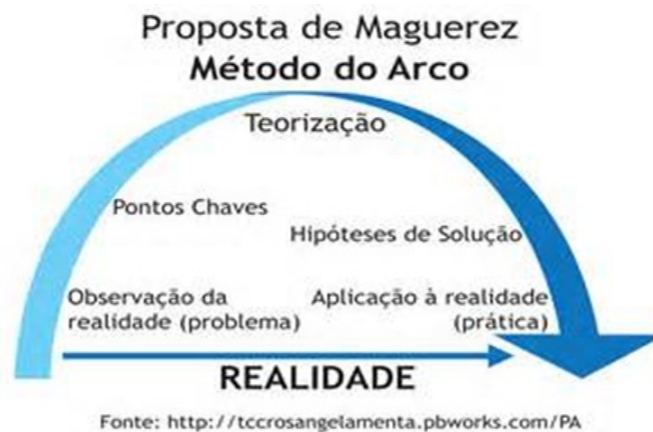 Proposta de Maguerez
Método do Arco
Teorização
Pontos Chaves
Hipóteses de Solução
Observação da
realidade (problema)
Aplicação à realidade
(prática)
REALIDADE
Fonte: http://tccrosangelamenta.pbworks.com/PA